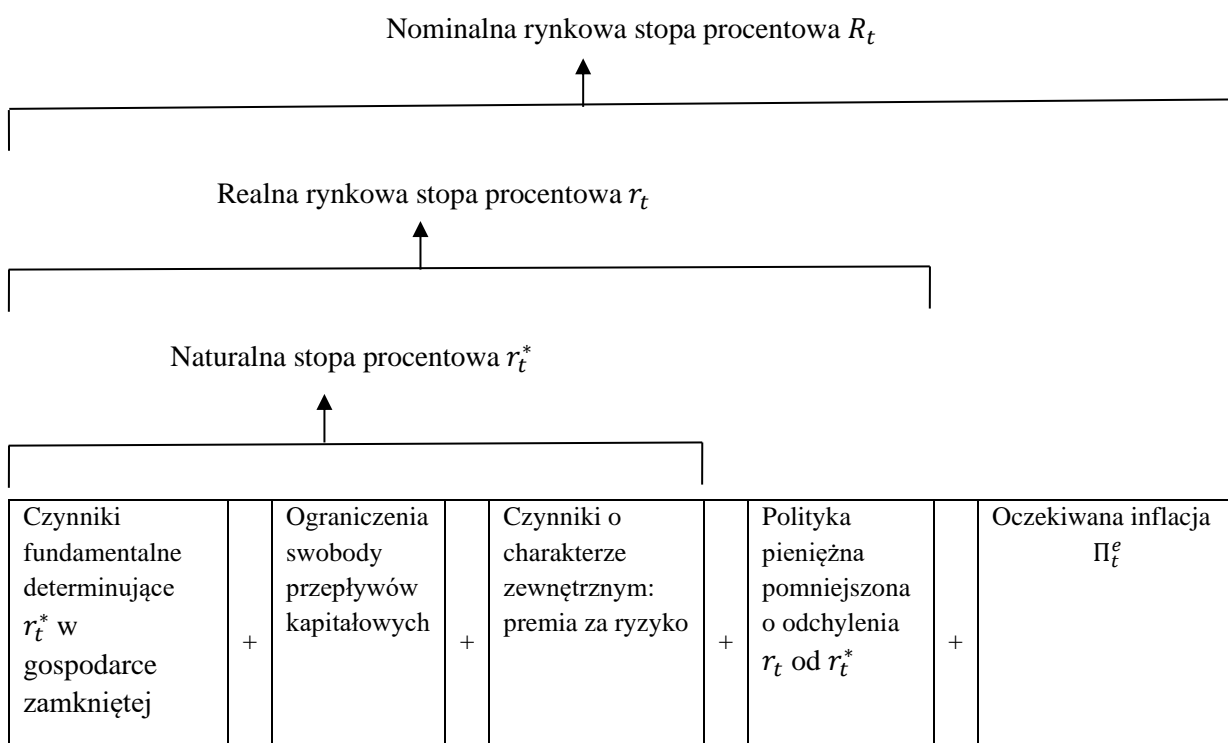 Nominalna rynkowa stopa procentowa R_t
Realna rynkowa stopa procentowa r_t
Naturalna stopa procentowa r_t^*
Czynniki
fundamentalne
determinujące
r_t^* w
gospodarce
zamkniętej
+
Ograniczenia
swobody
przepływów
kapitałowych
+
Czynniki o
charakterze
zewnętrznym:
premia za ryzyko
+
Polityka
pieniężna
pomniejszona
o odchylenia
r_t od r_t^*
+
Oczekiwana inflacja
Π_t^e